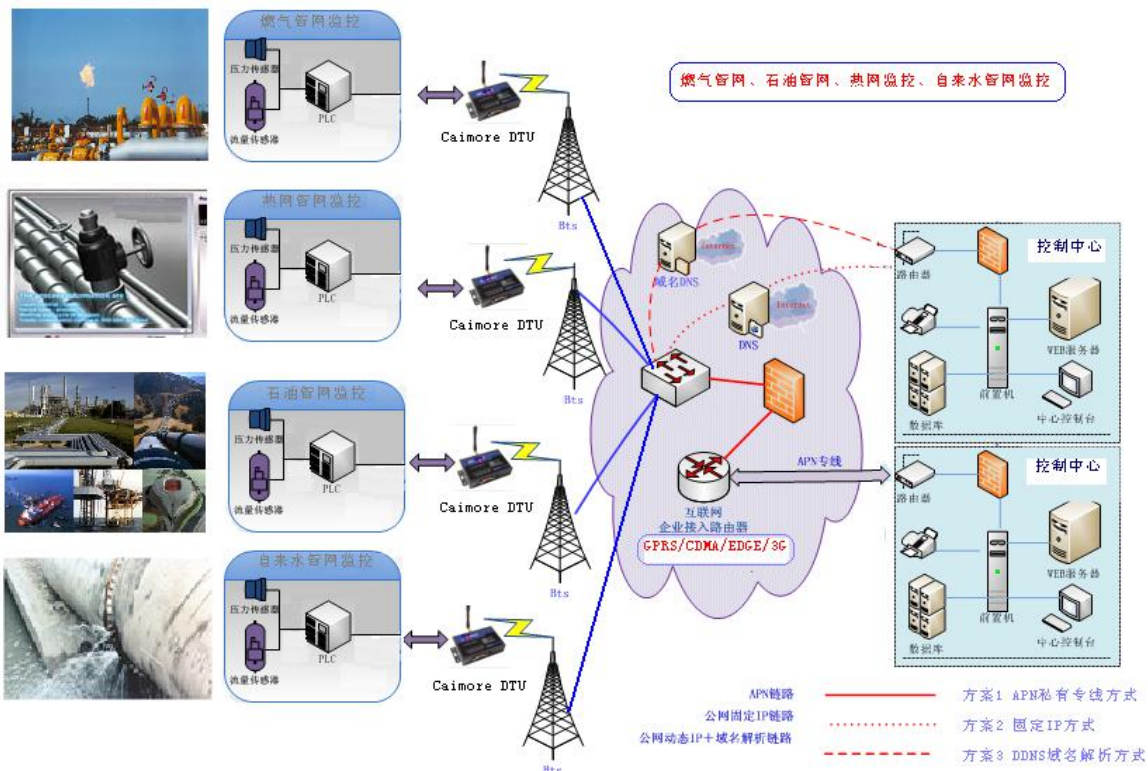 燃气管网监控
压力传感器
流量传感器
PLC
Caimore DTU
Bts
燃气管网、石油管网、热网监控、自来水管网监控
热网管网监控
压力传感器
流量传感器
PLC
Caimore DTU
Bts
石油管网监控
压力传感器
流量传感器
PLC
Caimore DTU
Bts
自来水管网监控
压力传感器
流量传感器
PLC
Caimore DTU
Bts
Internet
域名DNS
Internet
DNS
互联网
企业接入路由器
GPRS/CDMA/EDGE/3G
APN专线
控制中心
路由器
WEB服务器
前置机
数据库
中心控制台
控制中心
路由器
WEB服务器
前置机
数据库
中心控制台
APN链路
方案1 APN私有专线方式
公网固定IP链路
方案2 固定IP方式
公网动态IP+域名解析链路
方案3 DDNS域名解析方式